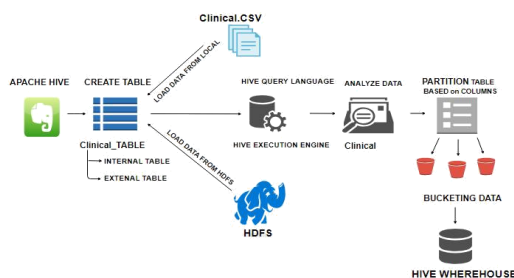 Clinical.CSV
LOAD DATA FROM LOCAL
APACHE HIVE
CREATE TABLE
HIVE QUERY LANGUAGE
ANALYZE DATA
PARTITION TABLE
BASED on COLUMNS
Clinical_TABLE
INTERNAL TABLE
EXTENAL TABLE
LOAD DATA FROM HDFS
HIVE EXECUTION ENGINE
Clinical
HDFS
BUCKETING DATA
HIVE WHEREHOUSE